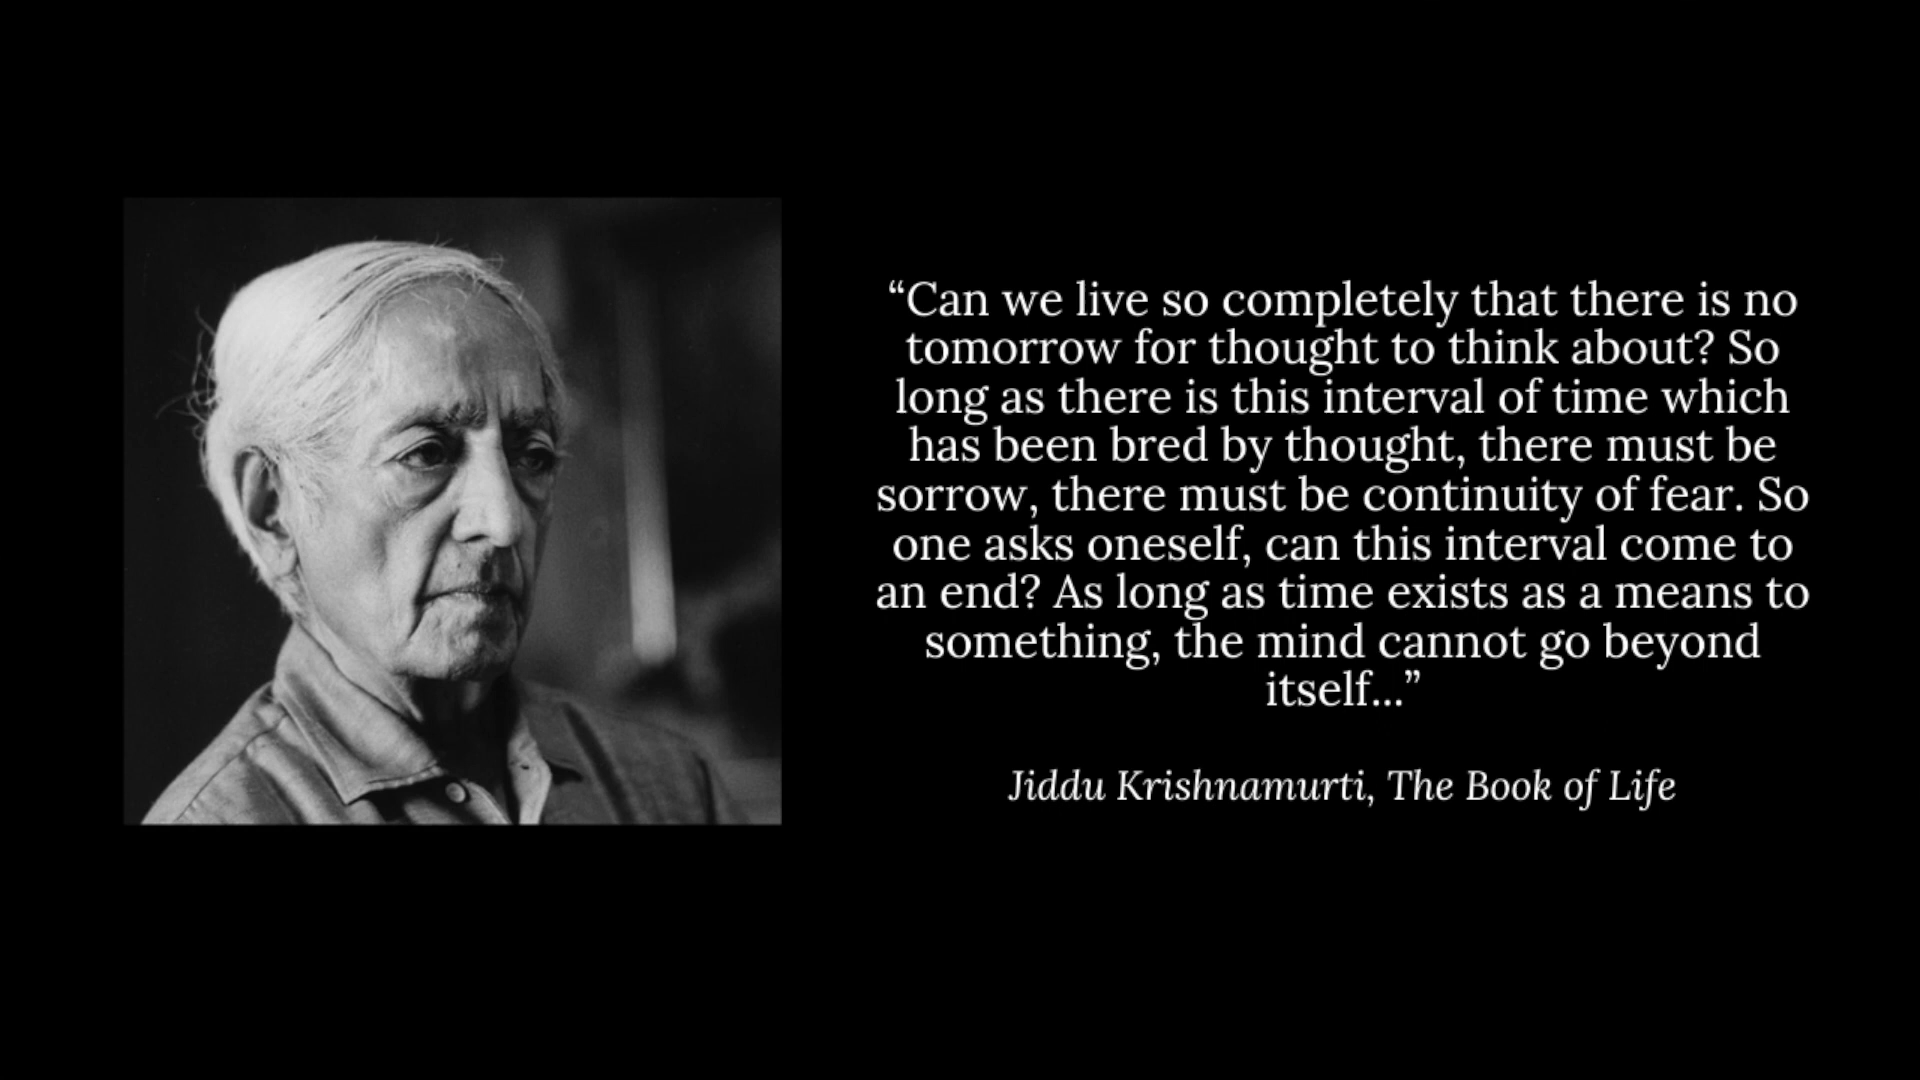 “Can we live so completely that there is no
tomorrow for thought to think about? So
long as there is this interval of time which
has been bred by thought, there must be
sorrow, there must be continuity of fear. So
one asks oneself, can this interval come to
an end? As long as time exists as a means to
something, the mind cannot go beyond
itself...”
Jiddu Krishnamurti, The Book of Life